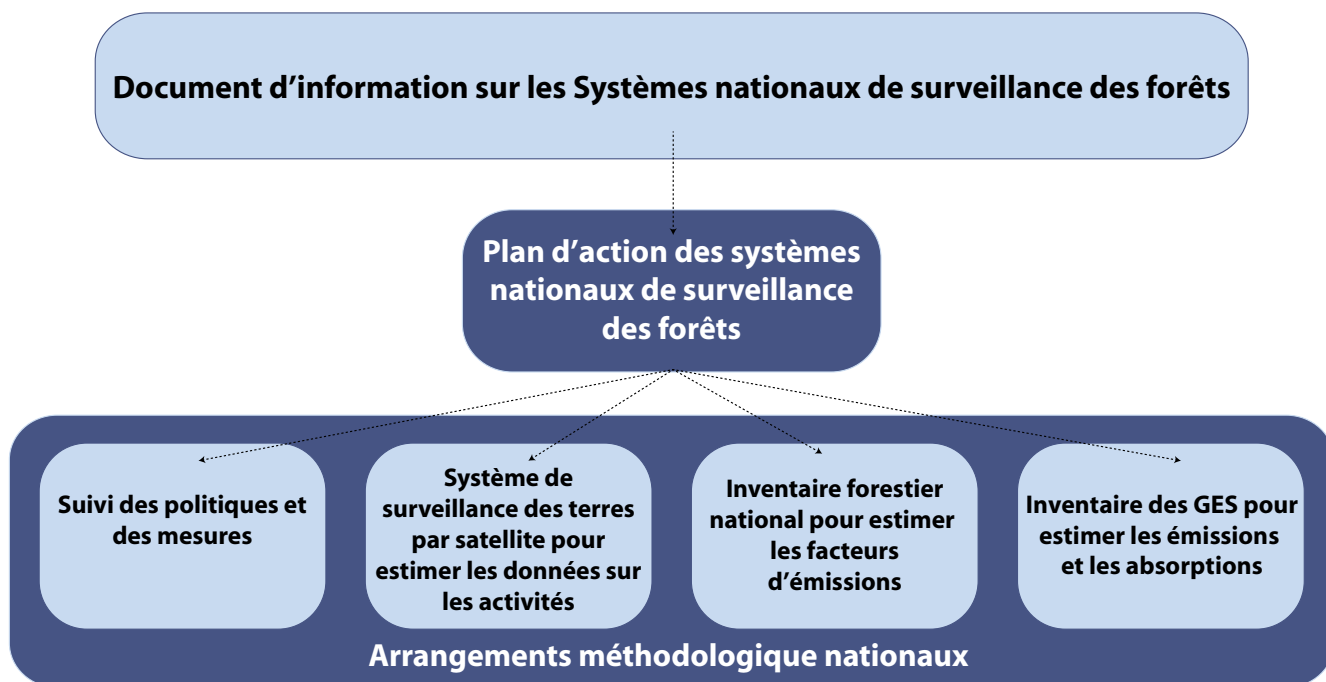 Document d’information sur les Systèmes nationaux de surveillance des forêts
Plan d’action des systèmes
nationaux de surveillance
des forêts
Suivi des politiques et
des mesures
Système de
surveillance des terres
par satellite pour
estimer les données sur
les activités
Inventaire forestier
national pour estimer
les facteurs
d’émissions
Inventaire des GES pour
estimer les émissions
et les absorptions
Arrangements méthodologique nationaux